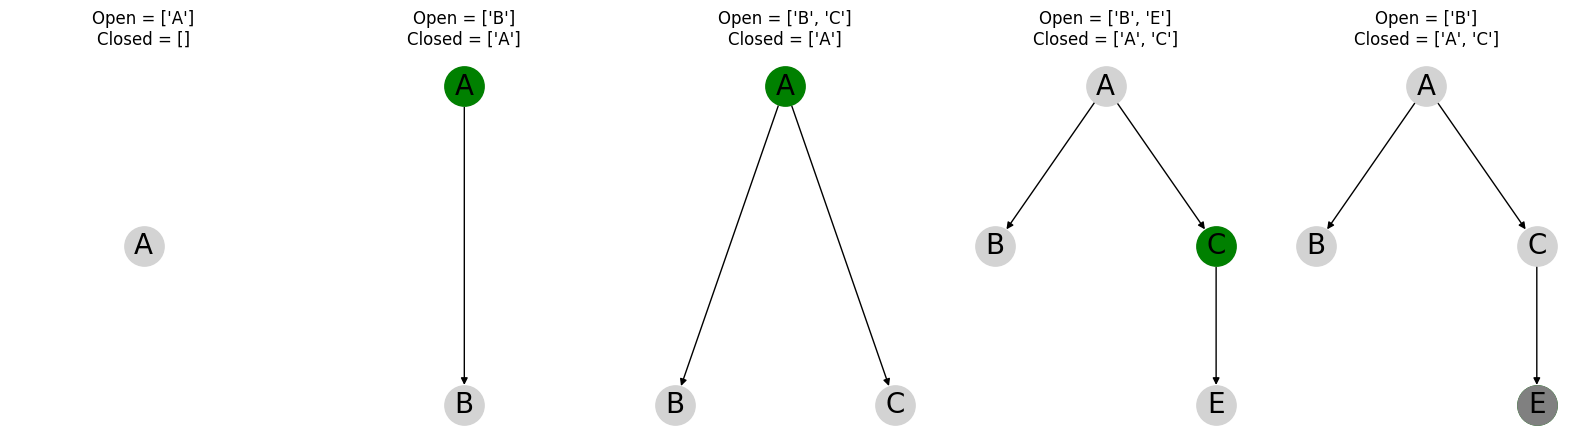 Open = ['A']
Closed = []
A
Open = ['B']
Closed = ['A']
A
B
Open = ['B', 'C']
Closed = ['A']
A
B
C
Open = ['B', 'E']
Closed = ['A', 'C']
A
B
C
E
Open = ['B']
Closed = ['A', 'C']
A
B
C
E